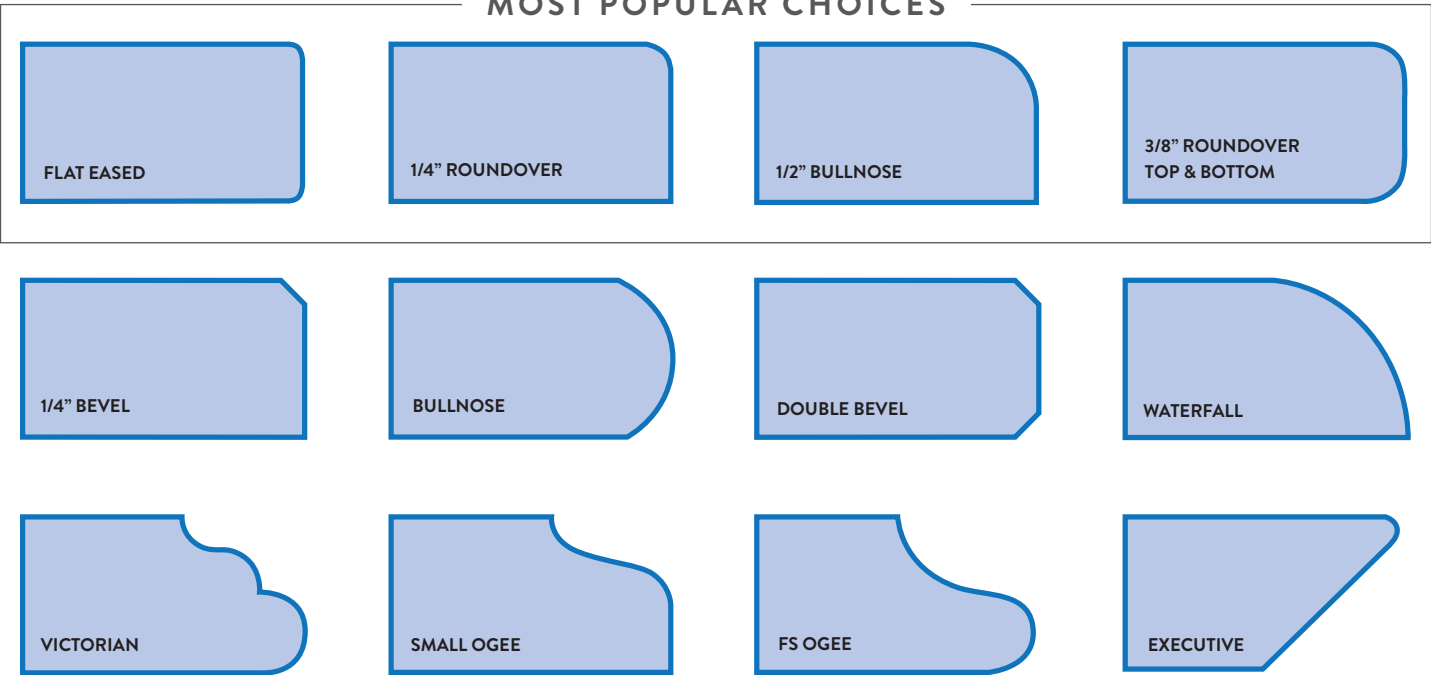 MOST POPULAR CHOICES
FLAT EASED
1/4” ROUNDOVER
1/2” BULLNOSE
3/8” ROUNDOVER
TOP & BOTTOM
1/4” BEVEL
BULLNOSE
DOUBLE BEVEL
WATERFALL
VICTORIAN
SMALL OGEE
FS OGEE
EXECUTIVE